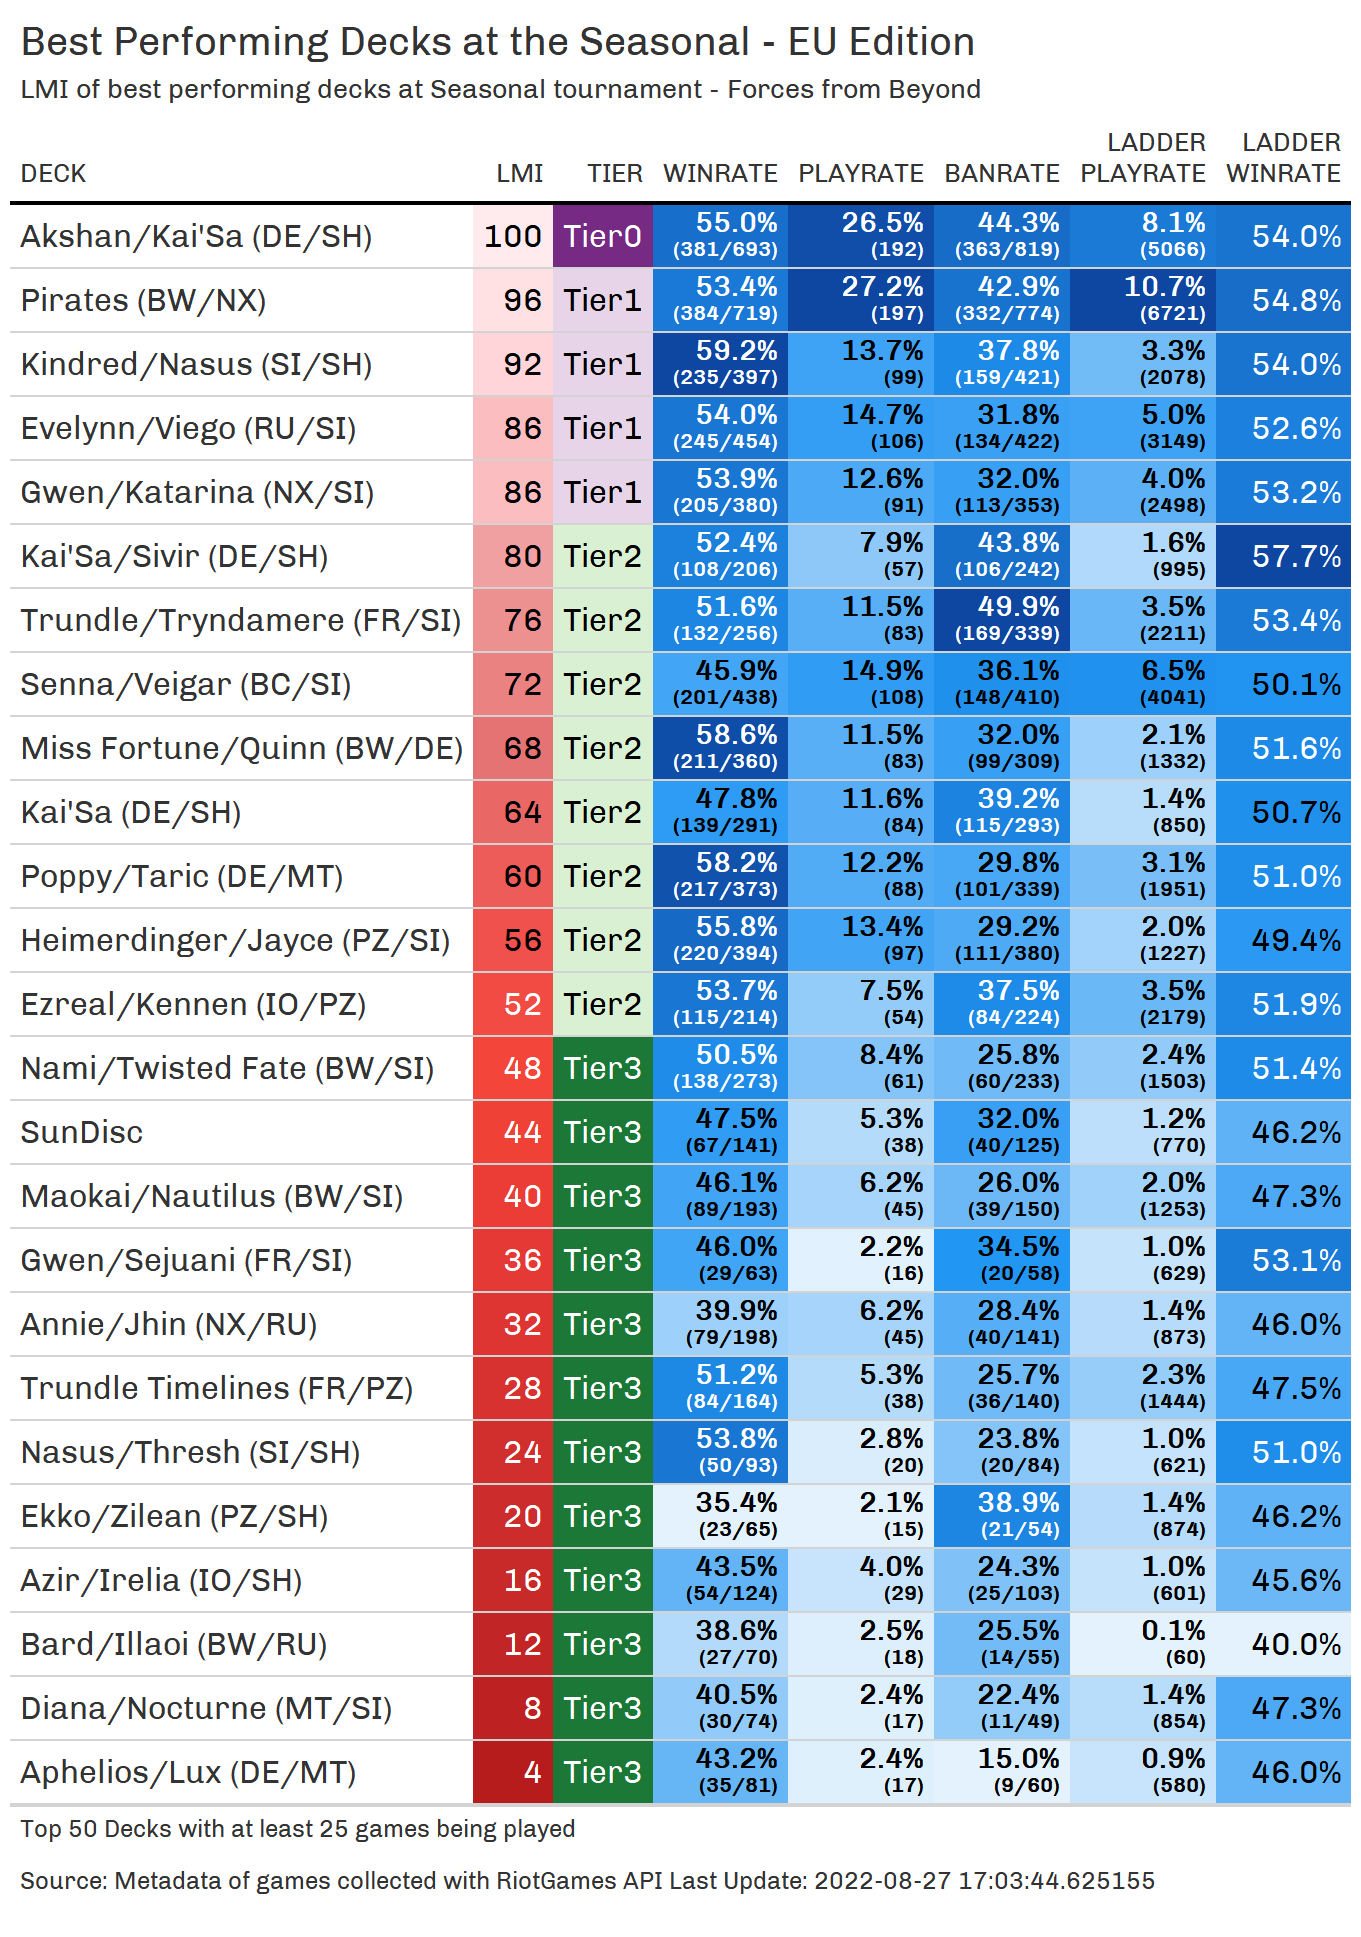 Best Performing Decks at the Seasonal - EU Edition
LMI of best performing decks at Seasonal tournament - Forces from Beyond
DECK LMI TIER WINRATE PLAYRATE BANRATE LADDER PLAYRATE LADDER WINRATE
Akshan/Kai'Sa (DE/SH) 100 Tier0 55.0% (381/693) 26.5% (192) 44.3% (363/819) 8.1% (5066) 54.0%
Pirates (BW/NX) 96 Tier1 53.4% (384/719) 27.2% (197) 42.9% (332/774) 10.7% (6721) 54.8%
Kindred/Nasus (SI/SH) 92 Tier1 59.2% (235/397) 13.7% (99) 37.8% (159/421) 3.3% (2078) 54.0%
Evelynn/Viego (RU/SI) 86 Tier1 54.0% (245/454) 14.7% (106) 31.8% (134/422) 5.0% (3149) 52.6%
Gwen/Katarina (NX/SI) 86 Tier1 53.9% (205/380) 12.6% (91) 32.0% (113/353) 4.0% (2498) 53.2%
Kai'Sa/Sivir (DE/SH) 80 Tier2 52.4% (108/206) 7.9% (57) 43.8% (106/242) 1.6% (995) 57.7%
Trundle/Tryndamere (FR/SI) 76 Tier2 51.6% (132/256) 11.5% (83) 49.9% (169/339) 3.5% (2211) 53.4%
Senna/Veigar (BC/SI) 72 Tier2 45.9% (201/438) 14.9% (108) 36.1% (148/410) 6.5% (4041) 50.1%
Miss Fortune/Quinn (BW/DE) 68 Tier2 58.6% (211/360) 11.5% (83) 32.0% (99/309) 2.1% (1332) 51.6%
Kai'Sa (DE/SH) 64 Tier2 47.8% (139/291) 11.6% (84) 39.2% (115/293) 1.4% (850) 50.7%
Poppy/Taric (DE/MT) 60 Tier2 58.2% (217/373) 12.2% (88) 29.8% (101/339) 3.1% (1951) 51.0%
Heimerdinger/Jayce (PZ/SI) 56 Tier2 55.8% (220/394) 13.4% (97) 29.2% (111/380) 2.0% (1227) 49.4%
Ezreal/Kennen (IO/PZ) 52 Tier2 53.7% (115/214) 7.5% (54) 37.5% (84/224) 3.5% (2179) 51.9%
Nami/Twisted Fate (BW/SI) 48 Tier3 50.5% (138/273) 8.4% (61) 25.8% (60/233) 2.4% (1503) 51.4%
SunDisc 44 Tier3 47.5% (67/141) 5.3% (38) 32.0% (40/125) 1.2% (770) 46.2%
Maokai/Nautilus (BW/SI) 40 Tier3 46.1% (89/193) 6.2% (45) 26.0% (39/150) 2.0% (1253) 47.3%
Gwen/Sejuani (FR/SI) 36 Tier3 46.0% (29/63) 2.2% (16) 34.5% (20/58) 1.0% (629) 53.1%
Annie/Jhin (NX/RU) 32 Tier3 39.9% (79/198) 6.2% (45) 28.4% (40/141) 1.4% (873) 46.0%
Trundle Timelines (FR/PZ) 28 Tier3 51.2% (84/164) 5.3% (38) 25.7% (36/140) 2.3% (1444) 47.5%
Nasus/Thresh (SI/SH) 24 Tier3 53.8% (50/93) 2.8% (20) 23.8% (20/84) 1.0% (621) 51.0%
Ekko/Zilean (PZ/SH) 20 Tier3 35.4% (23/65) 2.1% (15) 38.9% (21/54) 1.4% (874) 46.2%
Azir/Irelia (IO/SH) 16 Tier3 43.5% (54/124) 4.0% (29) 24.3% (25/103) 1.0% (601) 45.6%
Bard/Illaoi (BW/RU) 12 Tier3 38.6% (27/70) 2.5% (18) 25.5% (14/55) 0.1% (60) 40.0%
Diana/Nocturne (MT/SI) 8 Tier3 40.5% (30/74) 2.4% (17) 22.4% (11/49) 1.4% (854) 47.3%
Aphelios/Lux (DE/MT) 4 Tier3 43.2% (35/81) 2.4% (17) 15.0% (9/60) 0.9% (580) 46.0%
Top 50 Decks with at least 25 games being played
Source: Metadata of games collected with RiotGames API Last Update: 2022-08-27 17:03:44.625155